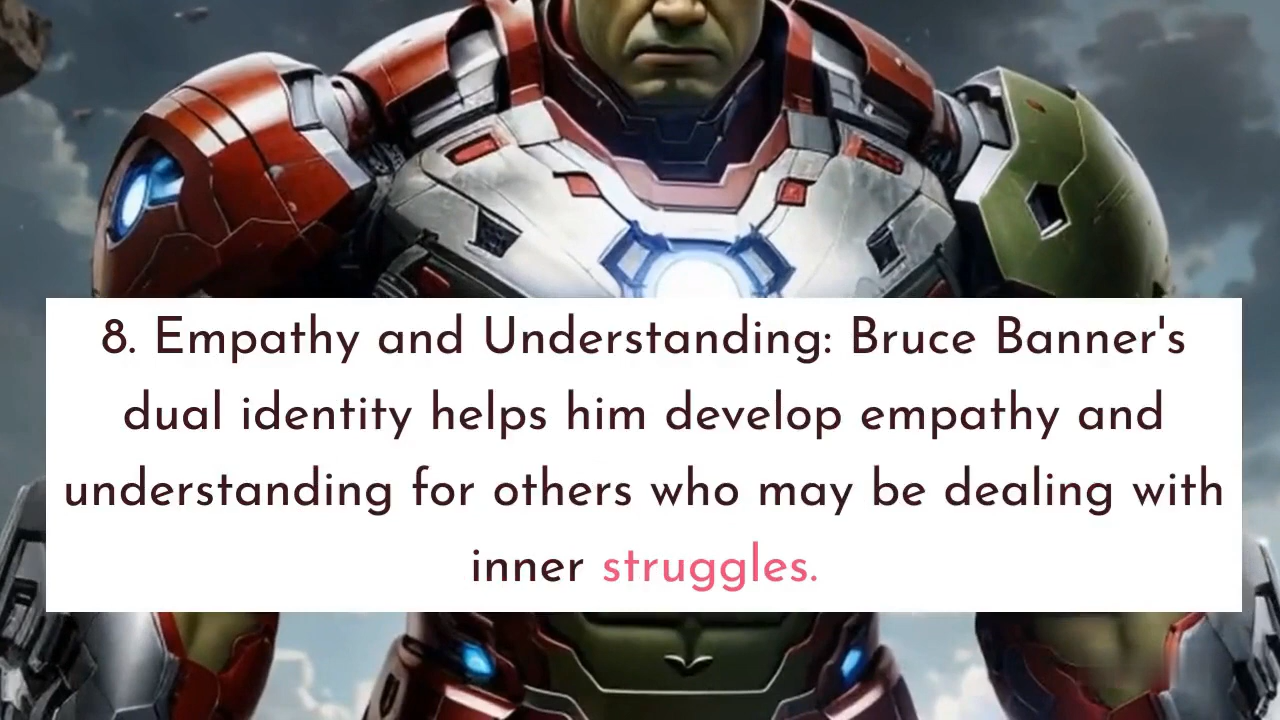 8. Empathy and Understanding: Bruce Banner's
dual identity helps him develop empathy and
understanding for others who may be dealing with
inner struggles.